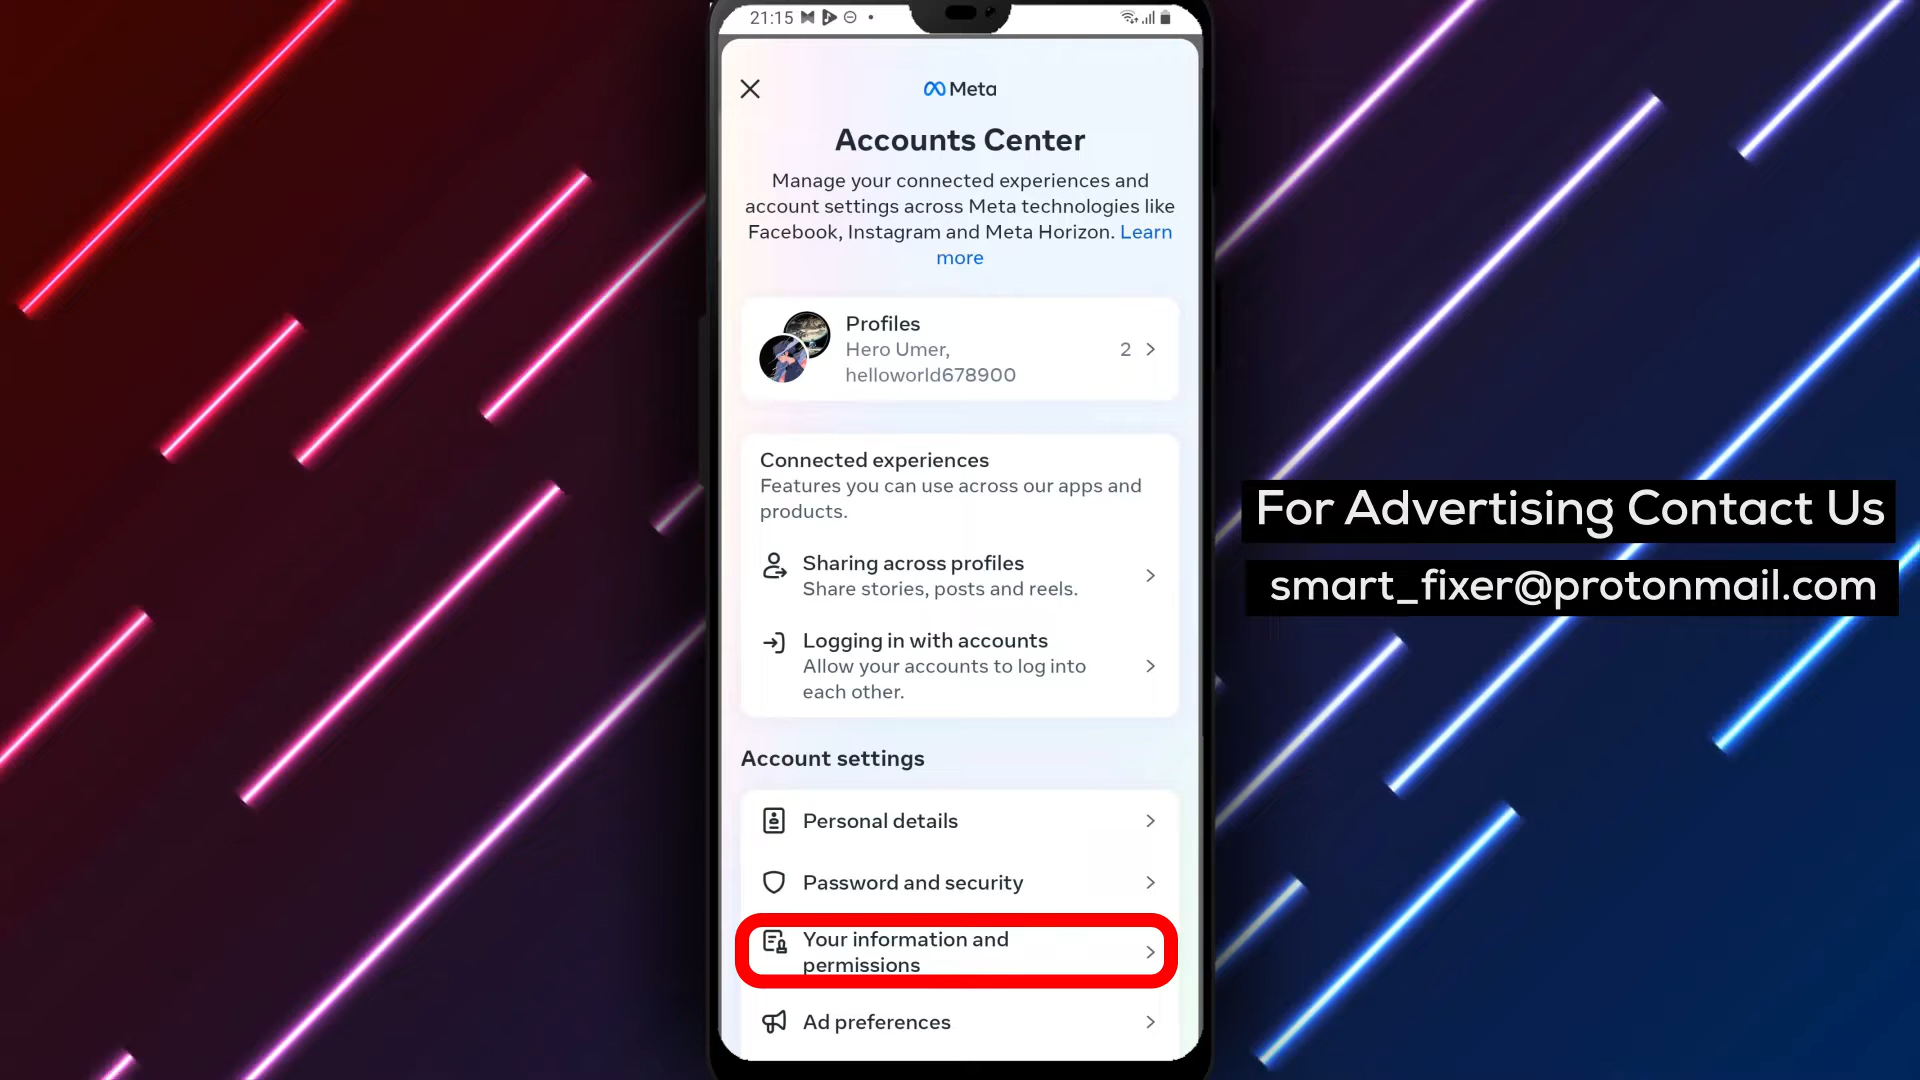 21:15
Meta
Accounts Center
Manage your connected experiences and
account settings across Meta technologies like
Facebook, Instagram and Meta Horizon. Learn
more
Profiles
Hero Umer,
helloworld678900
2
Connected experiences
Features you can use across our apps and
products.
Sharing across profiles
Share stories, posts and reels.
Logging in with accounts
Allow your accounts to log into
each other.
Account settings
Personal details
Password and security
Your information and
permissions
Ad preferences
For Advertising Contact Us
smart_fixer@protonmail.com